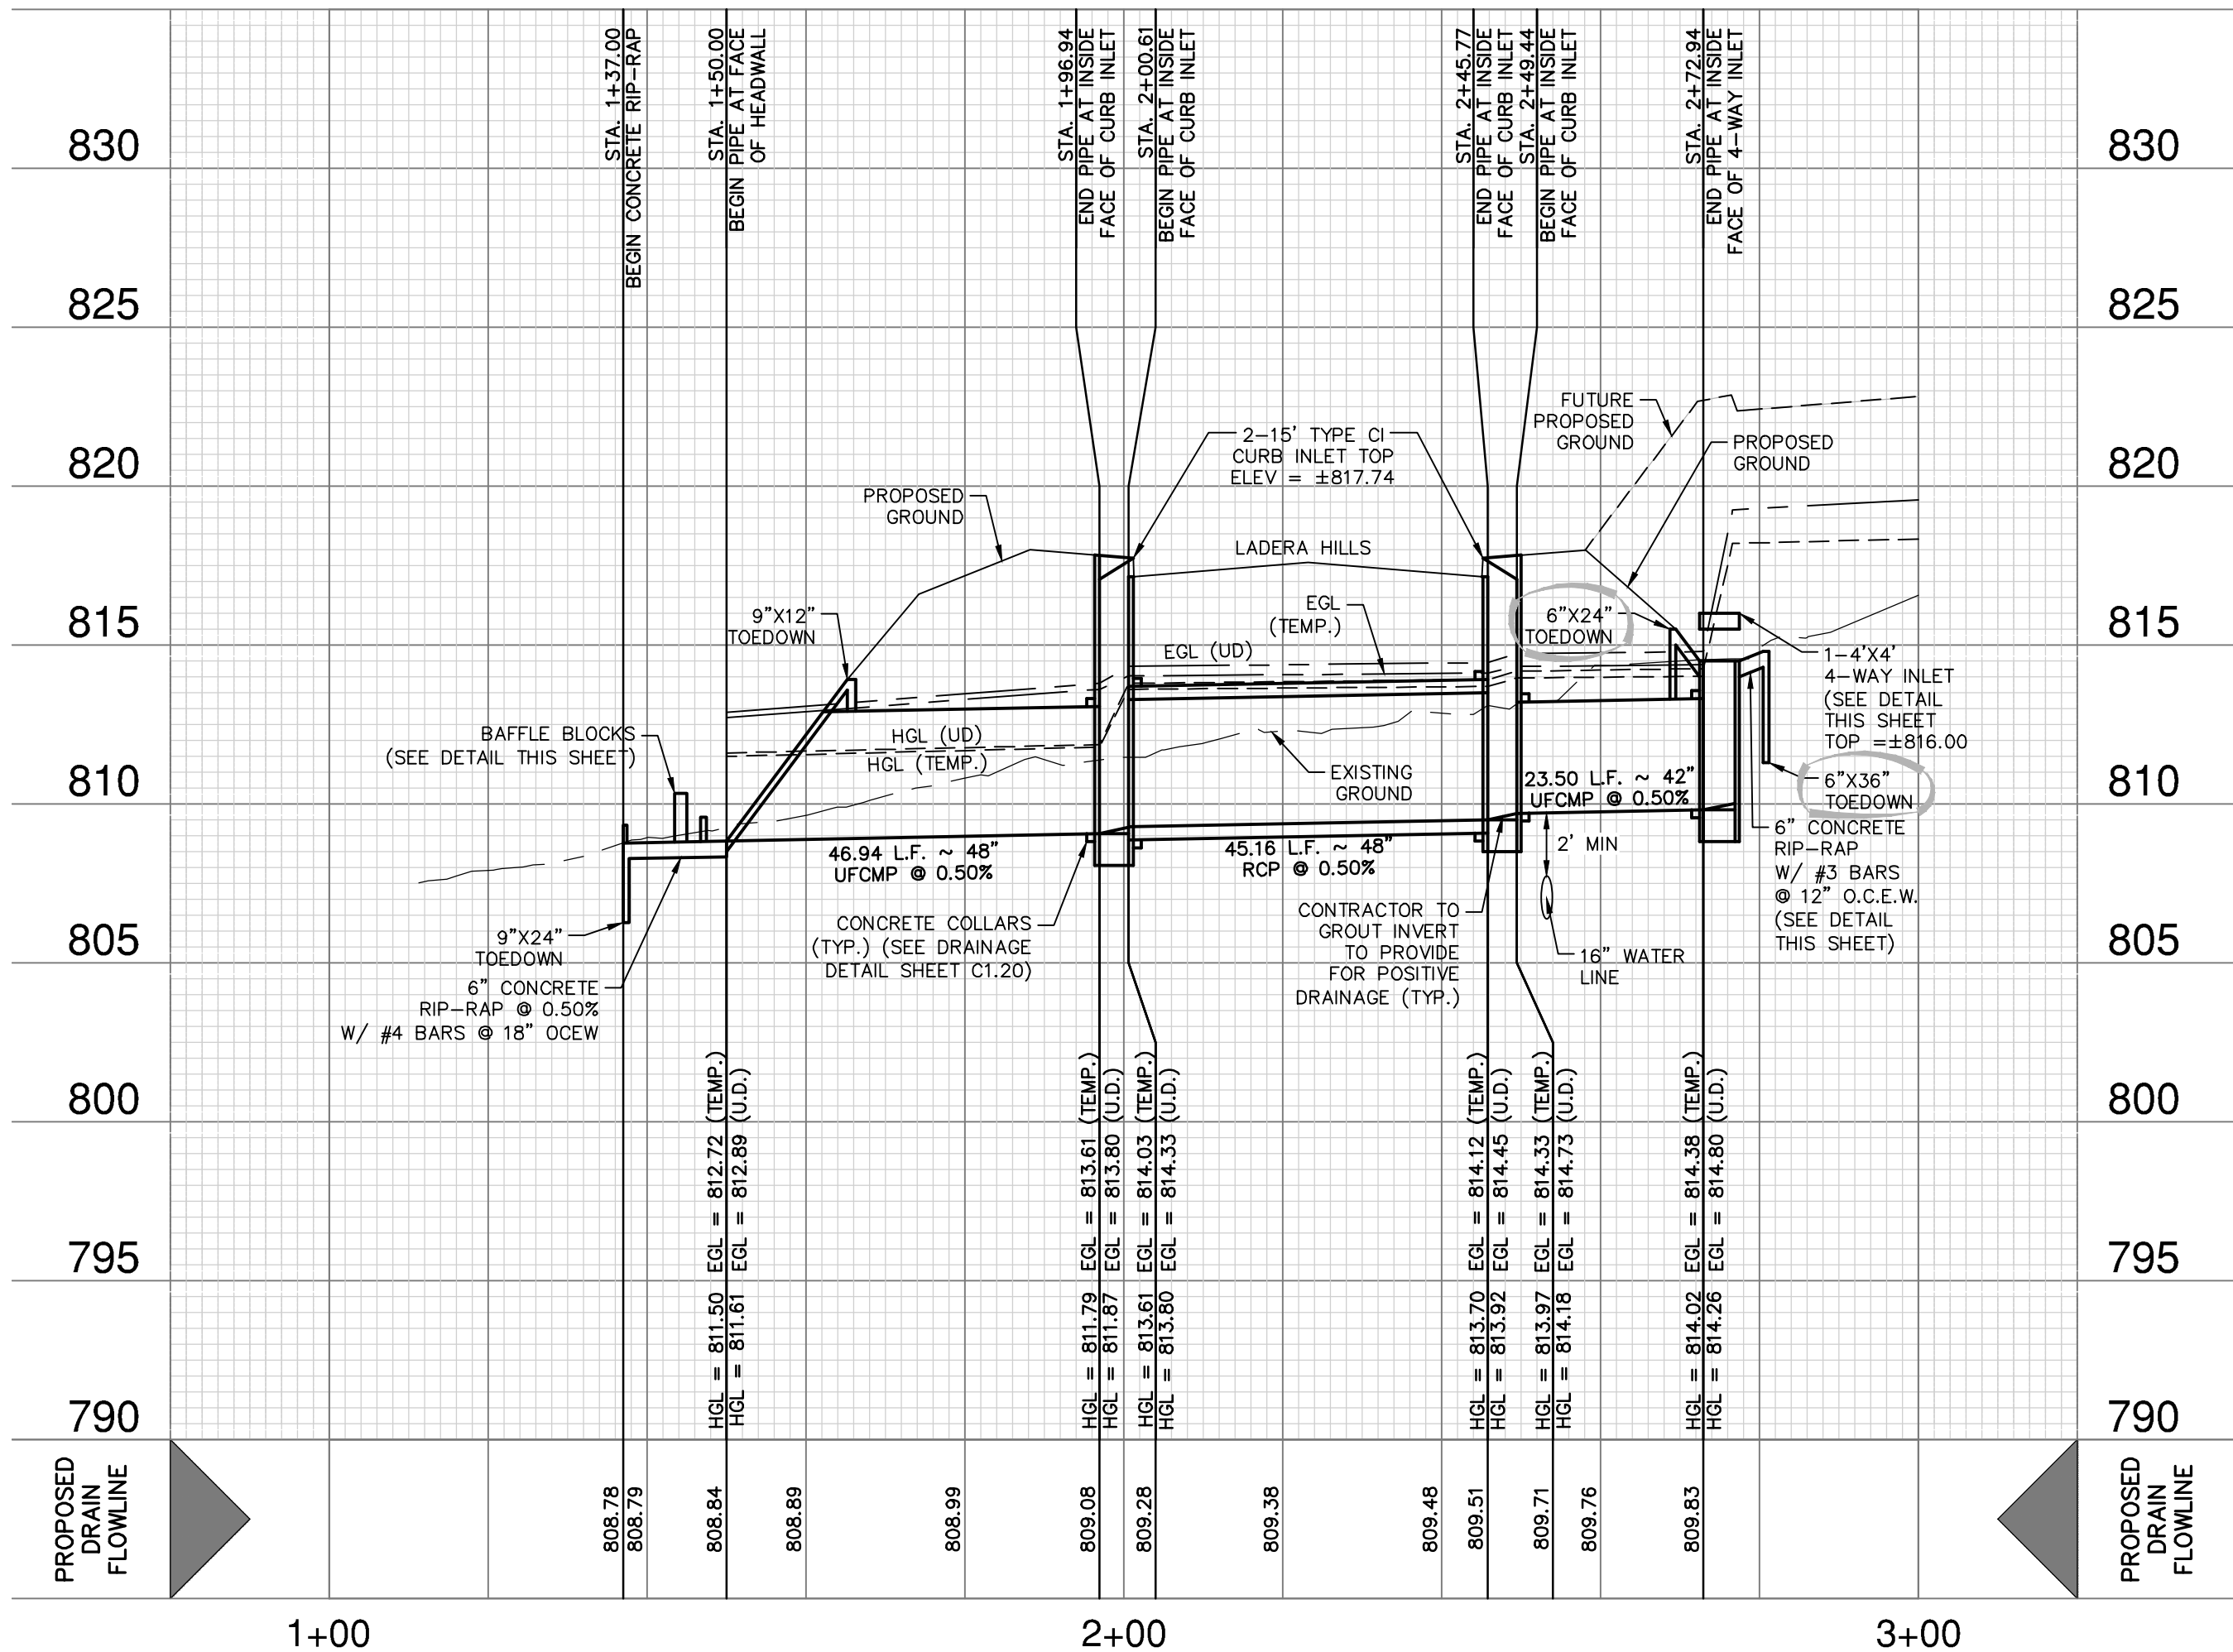 STA. 1+37.00
BEGIN CONCRETE RIP-RAP
STA. 1+50.00
BEGIN PIPE AT FACE
OF HEADWALL
STA. 1+96.94
END PIPE AT INSIDE
FACE OF CURB INLET
STA. 2+00.61
BEGIN PIPE AT INSIDE
FACE OF CURB INLET
STA. 2+45.77
END PIPE AT INSIDE
FACE OF CURB INLET
STA. 2+49.44
BEGIN PIPE AT INSIDE
FACE OF CURB INLET
STA. 2+72.94
END PIPE AT INSIDE
FACE OF 4-WAY INLET
830
830
825
825
820
820
815
815
810
810
805
805
800
800
795
795
790
790
FUTURE
PROPOSED
GROUND
PROPOSED
GROUND
2-15' TYPE CI
CURB INLET TOP
ELEV = ±817.74
PROPOSED
GROUND
LADERA HILLS
9"X12"
TOEDOWN
EGL
(TEMP.)
EGL (UD)
6"X24"
TOEDOWN
1-4'X4'
4-WAY INLET
(SEE DETAIL
THIS SHEET
TOP =±816.00
BAFFLE BLOCKS
(SEE DETAIL THIS SHEET)
HGL (UD)
HGL (TEMP.)
EXISTING
GROUND
23.50 L.F. ~ 42"
UFCMP @ 0.50%
6"X36"
TOEDOWN
6" CONCRETE
RIP-RAP
W/ #3 BARS
@ 12" O.C.E.W.
(SEE DETAIL
THIS SHEET)
46.94 L.F. ~ 48"
UFCMP @ 0.50%
45.16 L.F. ~ 48"
RCP @ 0.50%
2' MIN
CONCRETE COLLARS
(TYP.) (SEE DRAINAGE
DETAIL SHEET C1.20)
CONTRACTOR TO
GROUT INVERT
TO PROVIDE
FOR POSITIVE
DRAINAGE (TYP.)
16" WATER
LINE
9"X24"
TOEDOWN
6" CONCRETE
RIP-RAP @ 0.50%
W/ #4 BARS @ 18" OCEW
HGL = 811.50 EGL = 812.72 (TEMP.)
HGL = 811.61 EGL = 812.89 (U.D.)
HGL = 811.79 EGL = 813.61 (TEMP.)
HGL = 811.87 EGL = 813.80 (U.D.)
HGL = 813.61 EGL = 814.03 (TEMP.)
HGL = 813.80 EGL = 814.33 (U.D.)
HGL = 813.70 EGL = 814.12 (TEMP.)
HGL = 813.92 EGL = 814.45 (U.D.)
HGL = 813.97 EGL = 814.33 (TEMP.)
HGL = 814.18 EGL = 814.73 (U.D.)
HGL = 814.02 EGL = 814.38 (TEMP.)
HGL = 814.26 EGL = 814.80 (U.D.)
PROPOSED
DRAIN
FLOWLINE
808.78
808.79
808.84
808.89
808.99
809.08
809.28
809.38
809.48
809.51
809.71
809.76
809.83
PROPOSED
DRAIN
FLOWLINE
1+00
2+00
3+00